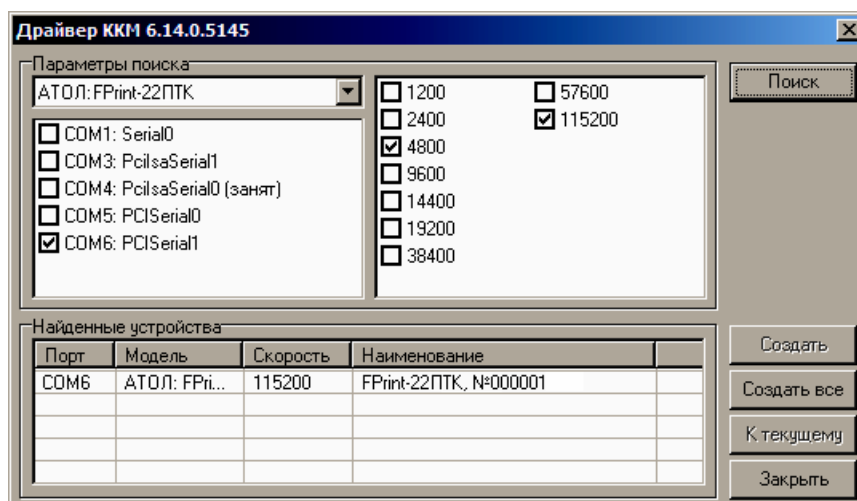 Драйвер ККМ 6.14.0.5145
Параметры поиска
АТОЛ: FPrint-22ПТК
COM1: Serial0
COM3: PciIsaSerial1
COM4: PciIsaSerial0 (занят)
COM5: PCISerial0
COM6: PCISerial1
1200
2400
4800
9600
14400
19200
38400
57600
115200
Поиск
Найденные устройства
Порт Модель Скорость Наименование
COM6 АТОЛ: FPri... 115200 FPrint-22ПТК, №000001
Создать
Создать все
К текущему
Закрыть